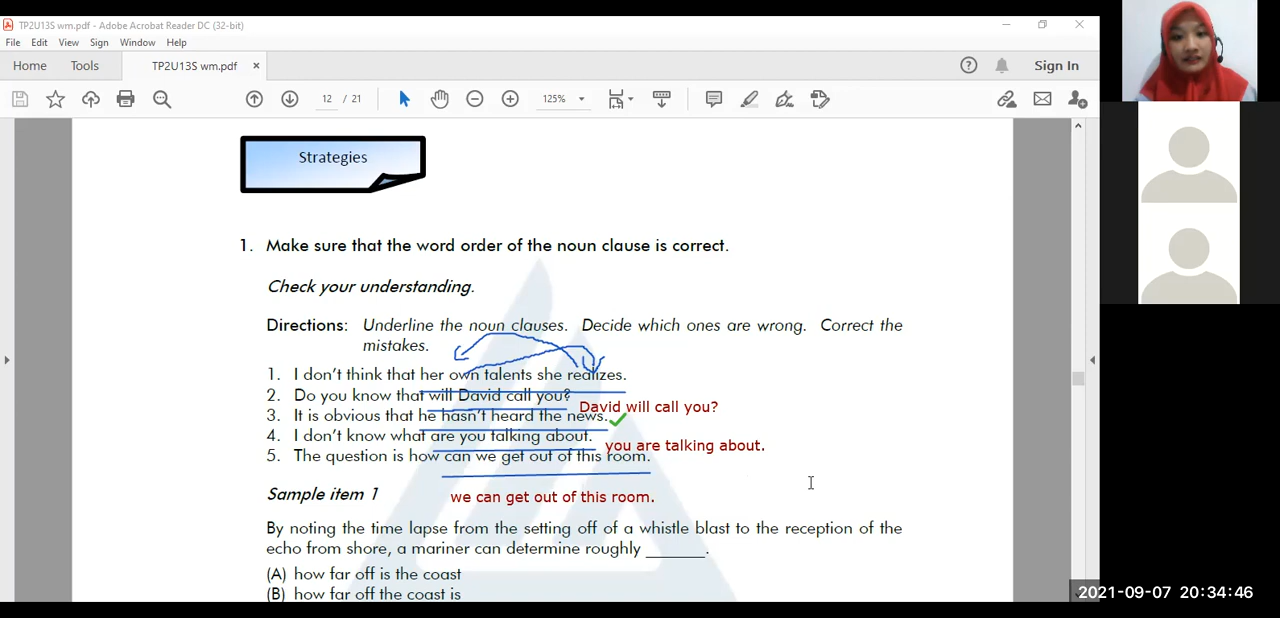 TP2U13S wm.pdf - Adobe Acrobat Reader DC (32-bit)
File Edit View Sign Window Help
Home Tools TP2U13S wm.pdf × Sign In
12 / 21 125%
Strategies
1. Make sure that the word order of the noun clause is correct.
Check your understanding.
Directions: Underline the noun clauses. Decide which ones are wrong. Correct the
mistakes.
1. I don't think that her own talents she realizes.
2. Do you know that will David call you?
David will call you?
3. It is obvious that he hasn't heard the news.
4. I don't know what are you talking about.
you are talking about.
5. The question is how can we get out of this room.
we can get out of this room.
Sample item 1
By noting the time lapse from the setting off of a whistle blast to the reception of the
echo from shore, a mariner can determine roughly ______.
(A) how far off is the coast
(B) how far off the coast is
2021-09-07 20:34:46